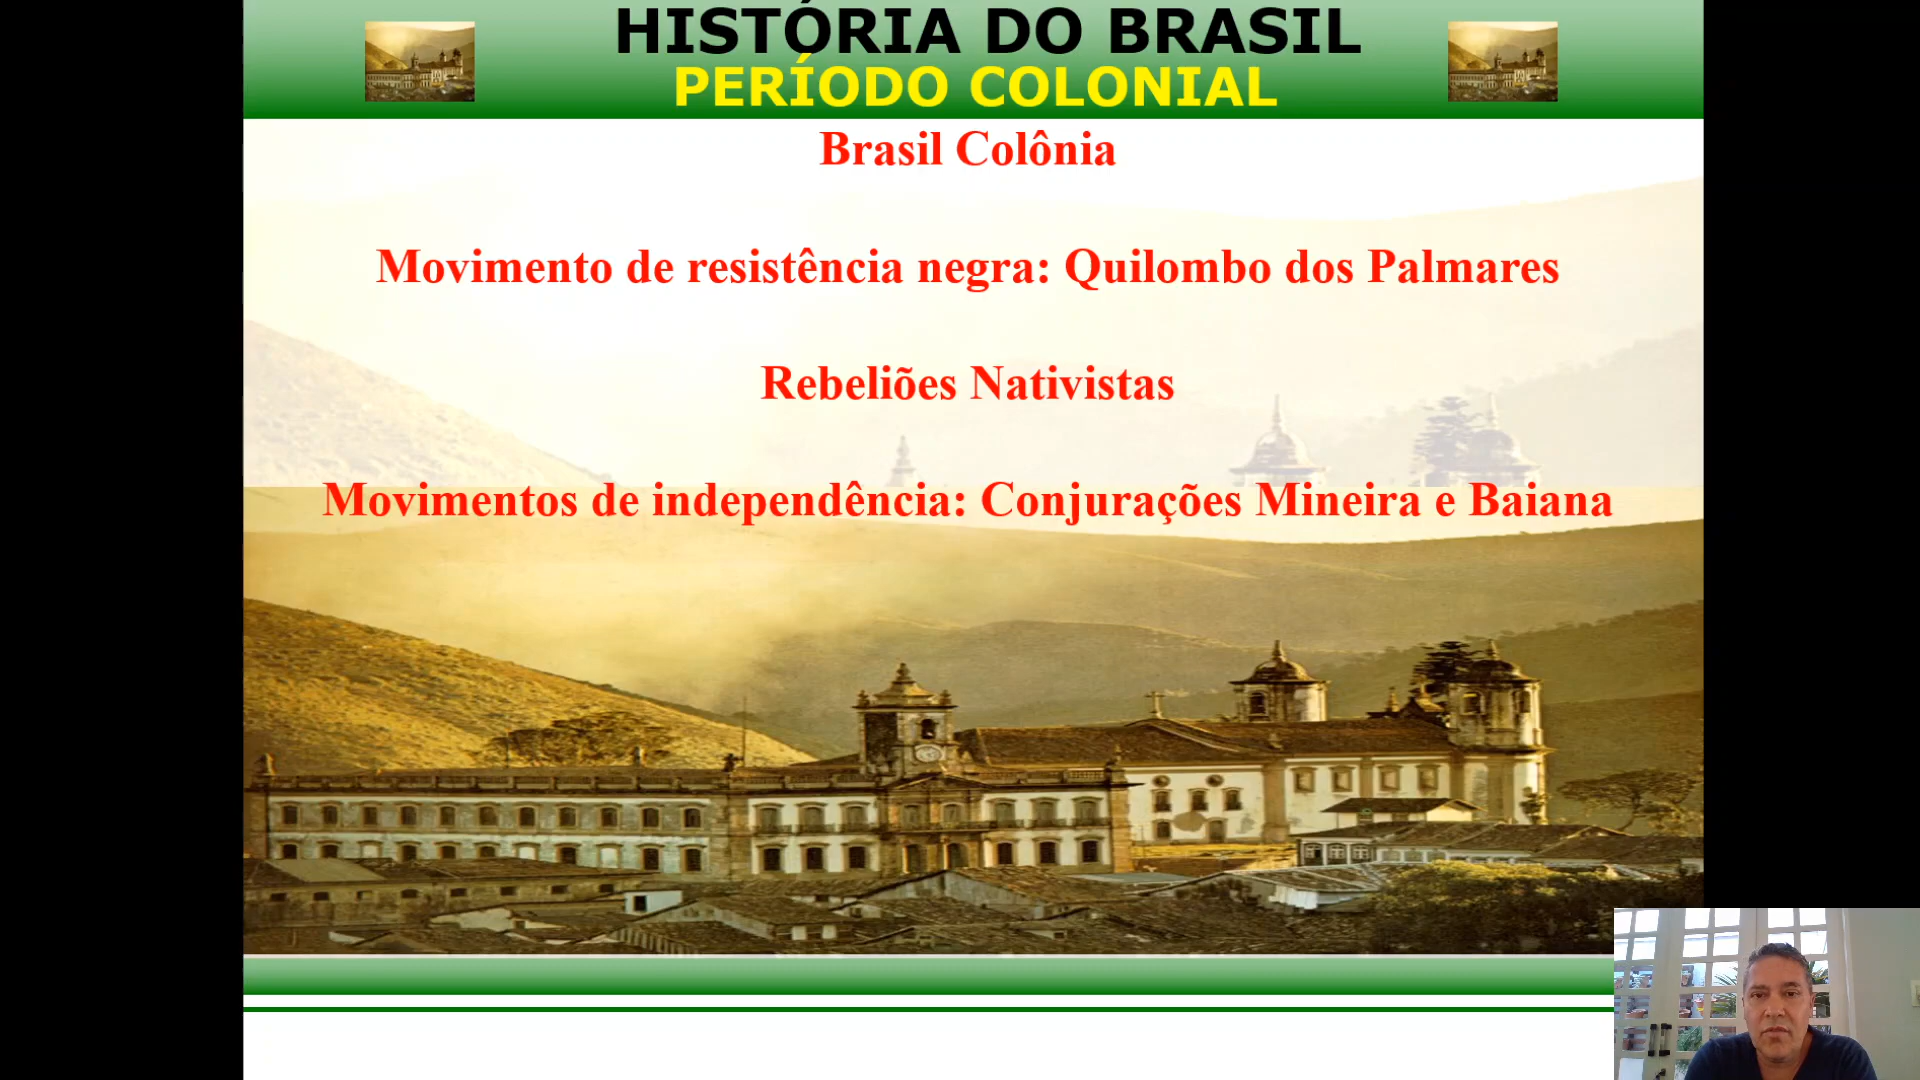 HISTÓRIA DO BRASIL
PERÍODO COLONIAL
Brasil Colônia
Movimento de resistência negra: Quilombo dos Palmares
Rebeliões Nativistas
Movimentos de independência: Conjurações Mineira e Baiana